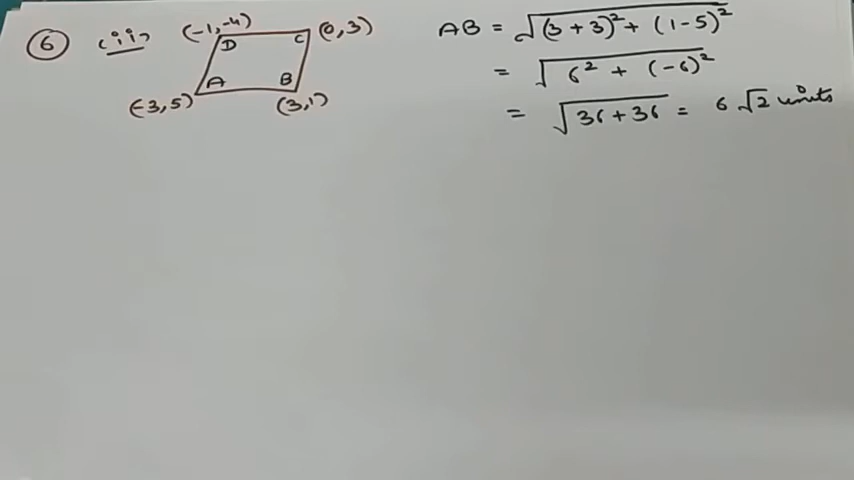 6 (ii) (-1,-4) D C (0,3)
A B
(-3,5) (3,1)
AB = √(3+3)² + (1-5)²
= √6² + (-6)²
= √36+36 = 6√2 units